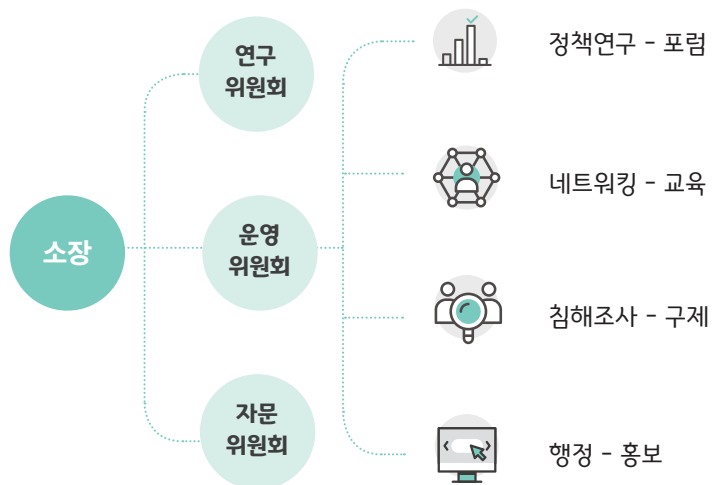 소장
연구
위원회
운영
위원회
자문
위원회
정책연구 - 포럼
네트워킹 - 교육
침해조사 - 구제
행정 - 홍보